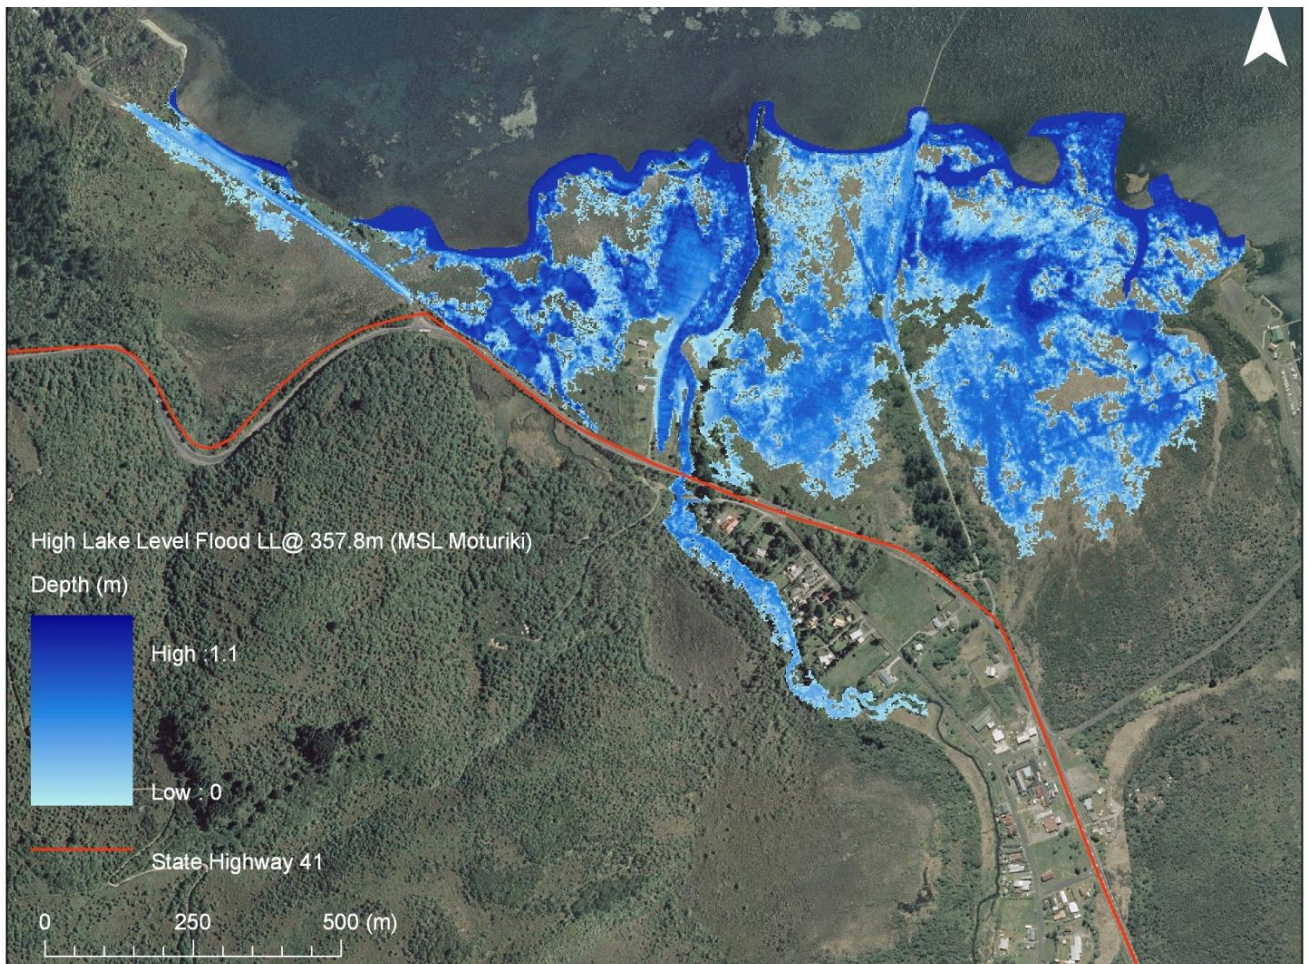 High Lake Level Flood LL@ 357.8m (MSL Moturiki)
Depth (m)
High :1.1
Low : 0
State Highway 41
0 250 500 (m)